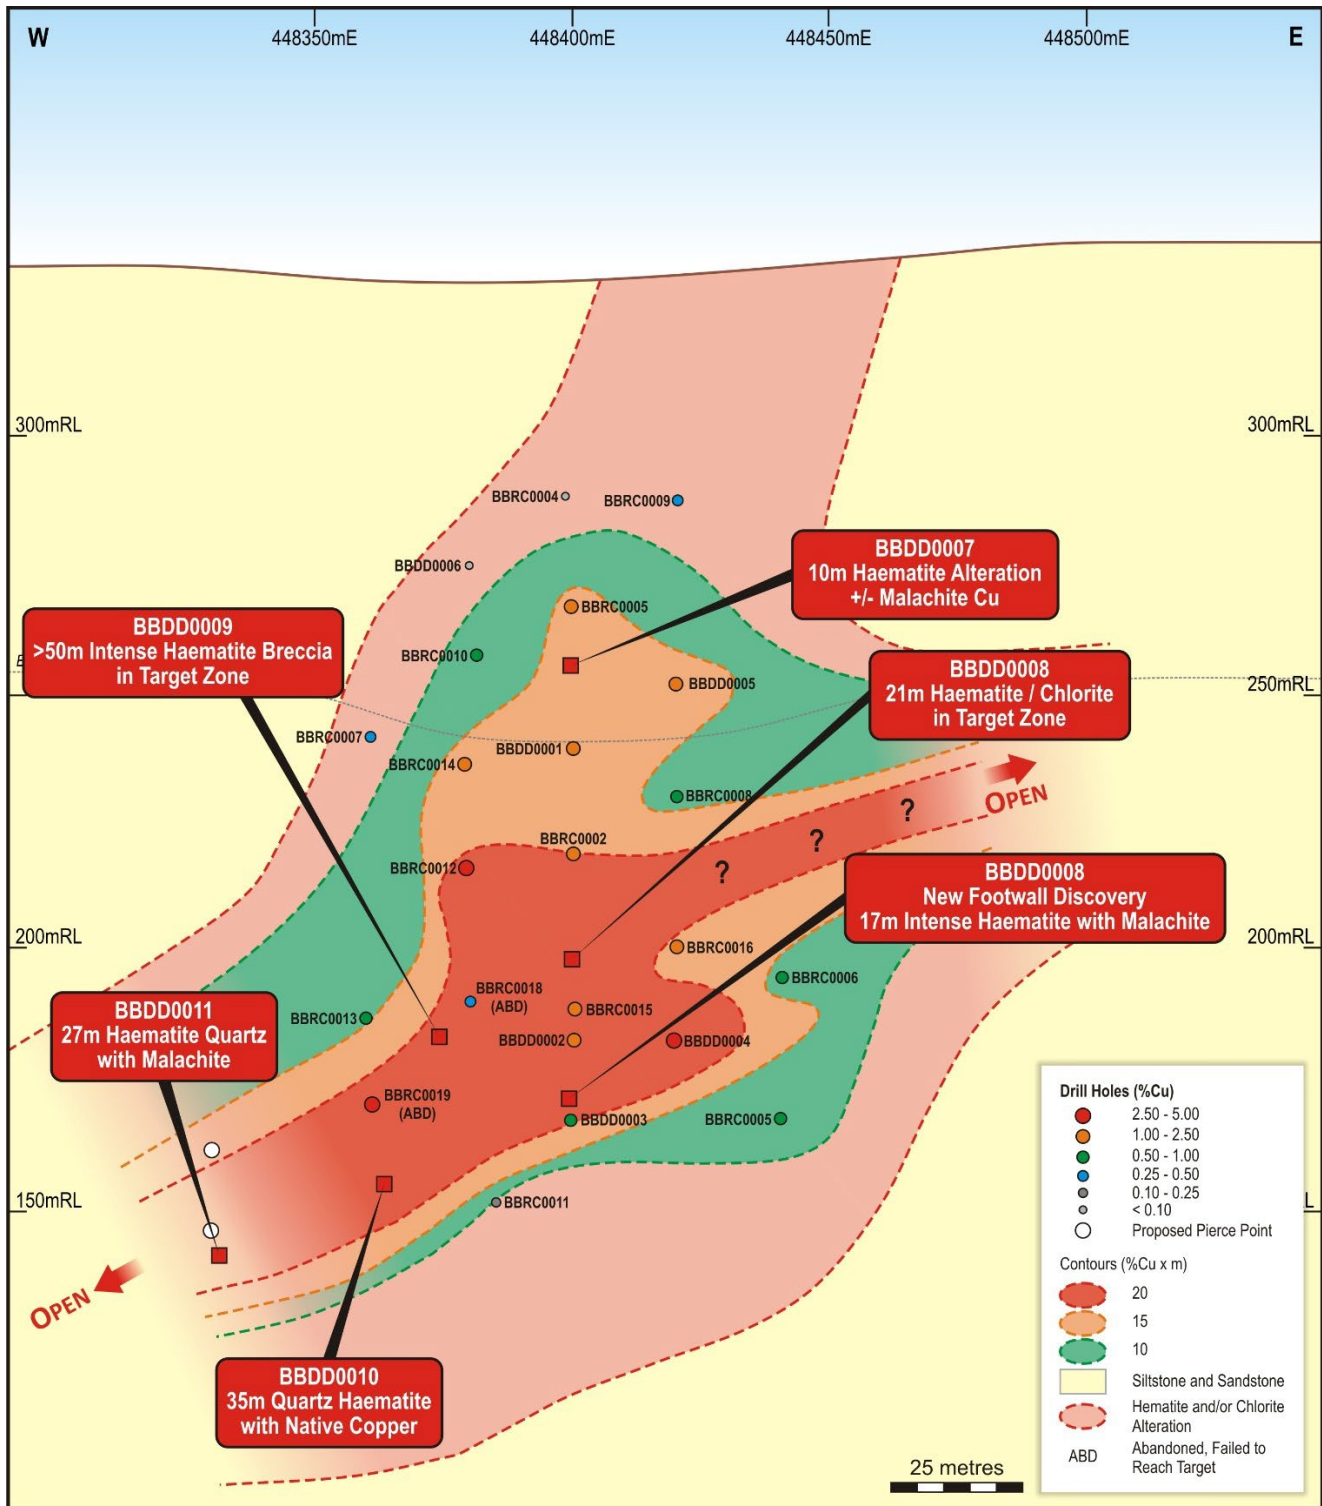 W
448350mE
448400mE
448450mE
448500mE
E
300mRL
300mRL
BBRC0004
BBRC0009
BBDD0006
BBDD0007
10m Haematite Alteration
+/- Malachite Cu
BBRC0005
BBDD0009
>50m Intense Haematite Breccia
in Target Zone
BBRC0010
BBDD0005
BBDD0008
21m Haematite / Chlorite
in Target Zone
250mRL
BBRC0007
BBDD0001
BBRC0014
BBRC0008
OPEN
?
?
?
BBRC0002
BBRC0012
BBDD0008
New Footwall Discovery
17m Intense Haematite with Malachite
200mRL
200mRL
BBRC0016
BBRC0006
BBRC0018
(ABD)
BBRC0015
BBRC0013
BBDD0002
BBDD0004
BBDD0011
27m Haematite Quartz
with Malachite
BBRC0019
(ABD)
BBDD0003
BBRC0005
BBRC0011
150mRL
OPEN
BBDD0010
35m Quartz Haematite
with Native Copper
25 metres
Drill Holes (%Cu)
2.50 - 5.00
1.00 - 2.50
0.50 - 1.00
0.25 - 0.50
0.10 - 0.25
< 0.10
Proposed Pierce Point
Contours (%Cu x m)
20
15
10
Siltstone and Sandstone
Hematite and/or Chlorite
Alteration
ABD
Abandoned, Failed to
Reach Target